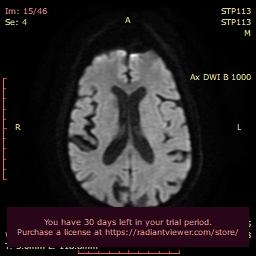 Im: 15/46
Se: 4
A
STP113
STP113
M
Ax DWI B 1000
R
L
You have 30 days left in your trial period.
Purchase a license at https://radiantviewer.com/store/